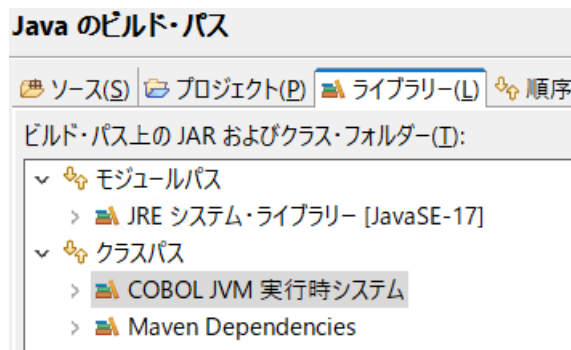 Java のビルド・パス
ソース(S) プロジェクト(P) ライブラリー(L) 順序
ビルド・パス上の JAR およびクラス・フォルダー(T):
モジュールパス
JRE システム・ライブラリー [JavaSE-17]
クラスパス
COBOL JVM 実行時システム
Maven Dependencies